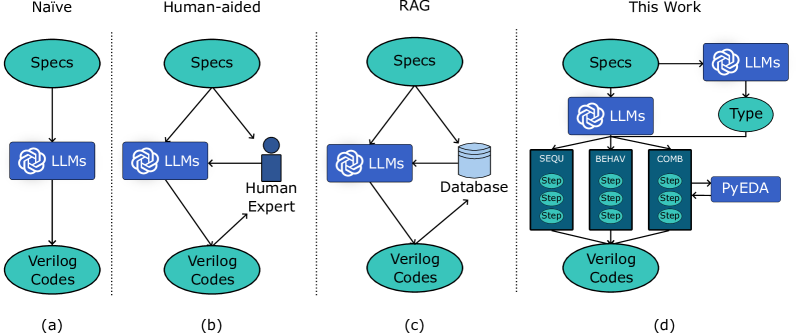 Naïve
Human-aided
RAG
This Work
Specs
LLMs
Verilog
Codes
(a)
Specs
LLMs
Human
Expert
Verilog
Codes
(b)
Specs
LLMs
Database
Verilog
Codes
(c)
Specs
LLMs
LLMs
Type
SEQU
BEHAV
COMB
Step
Step
Step
Step
Step
Step
Step
Step
Step
PyEDA
Verilog
Codes
(d)